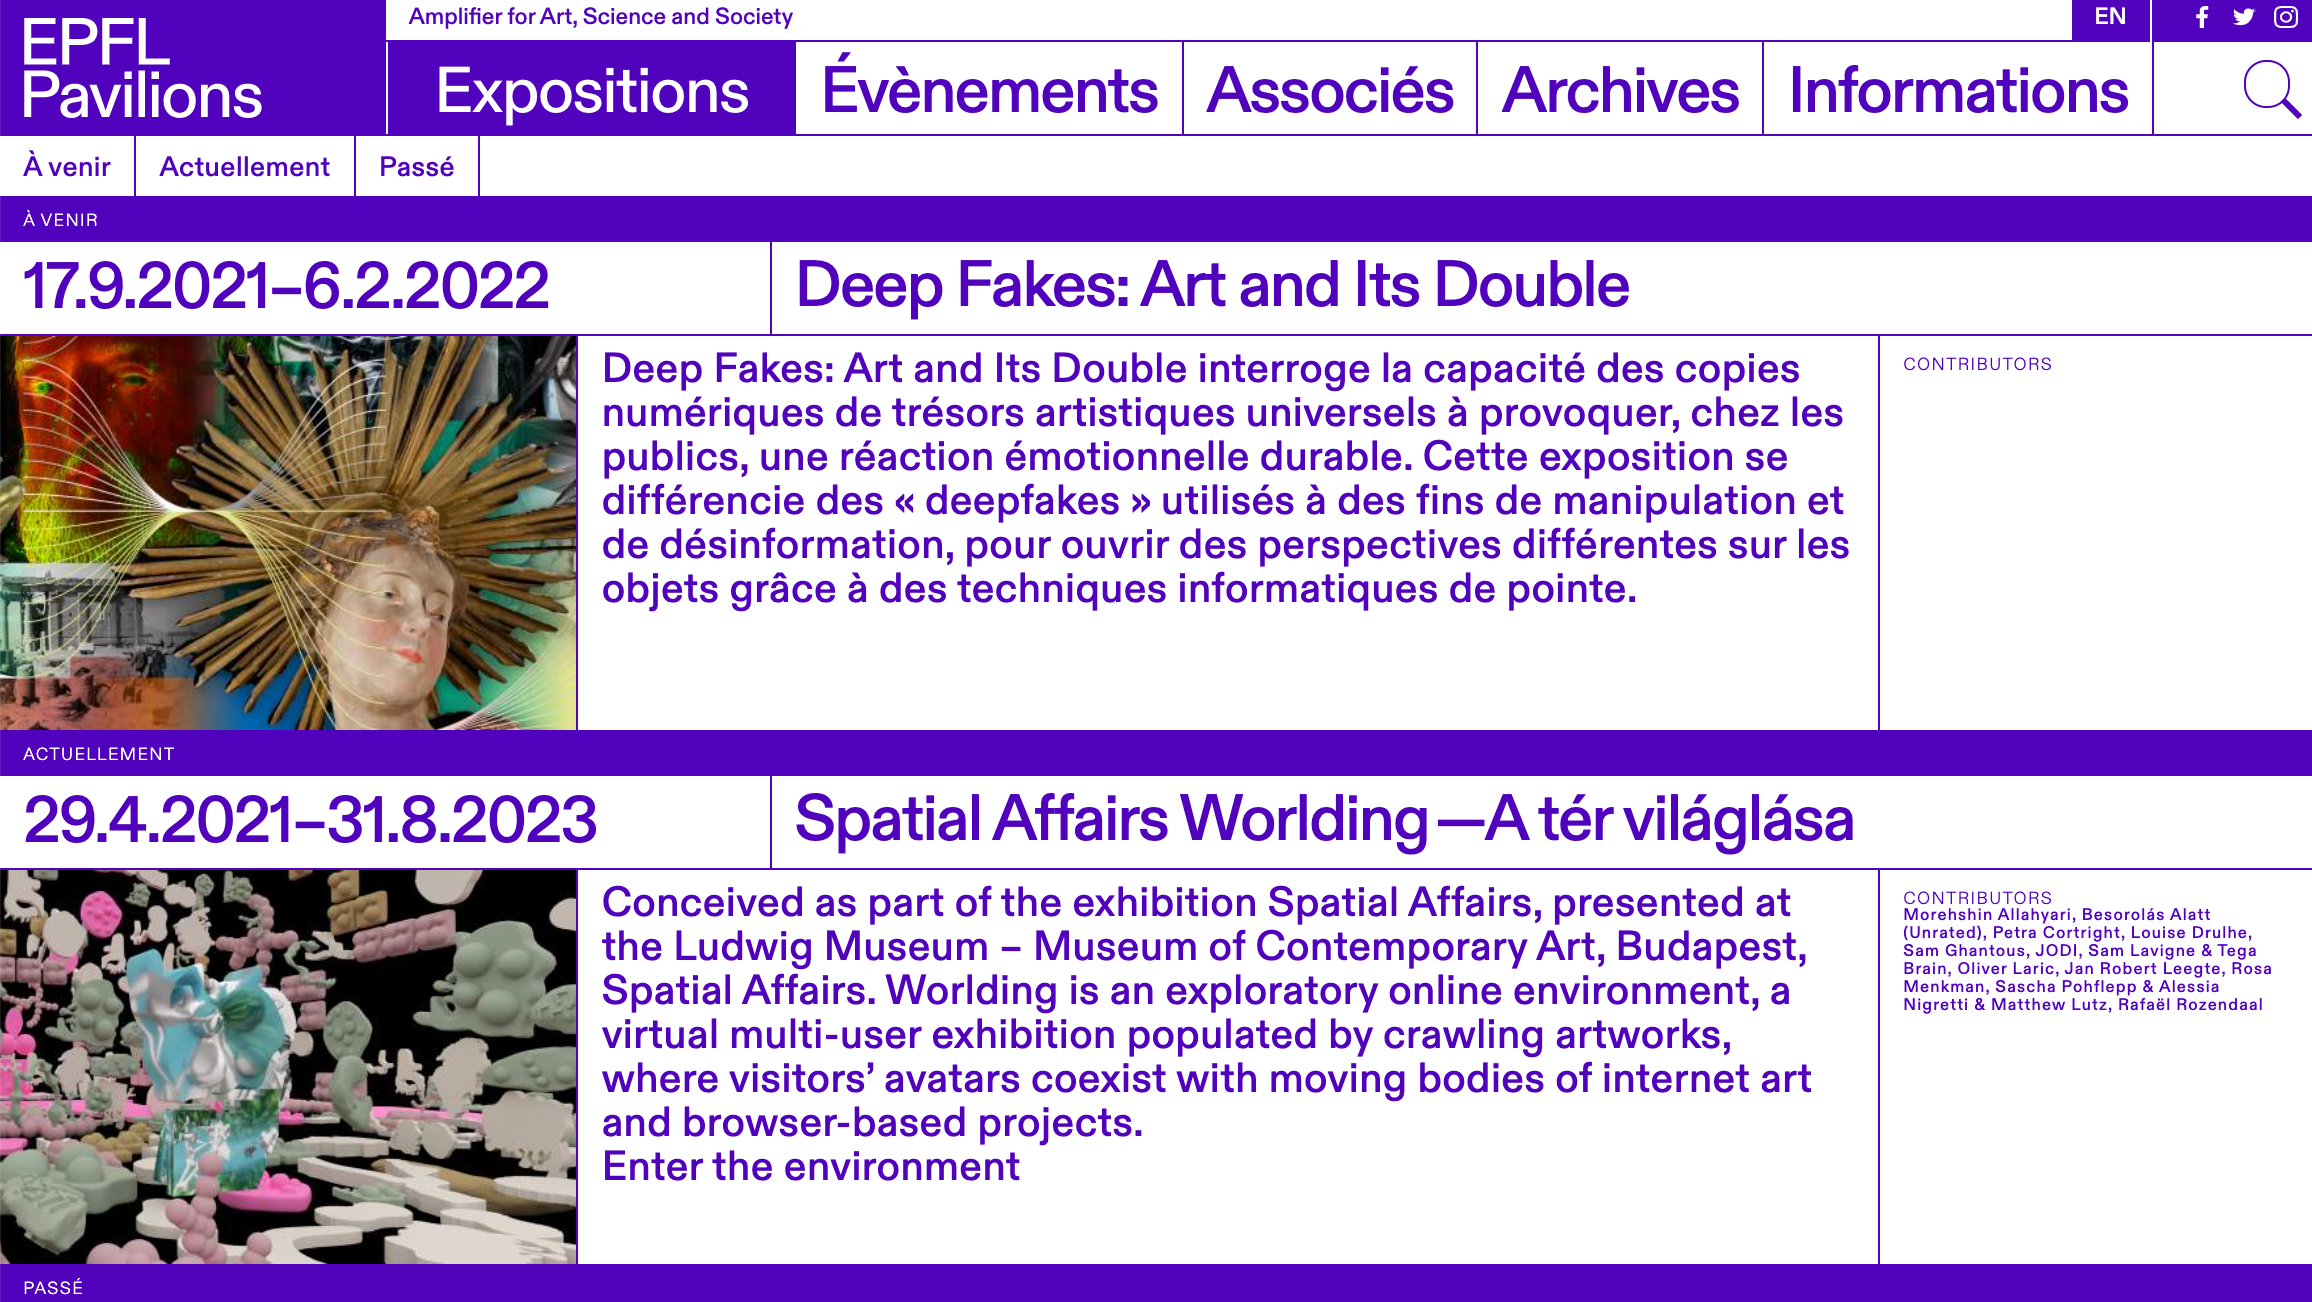 EPFL
Pavilions
Amplifier for Art, Science and Society
EN
Expositions
Évènements
Associés
Archives
Informations
À venir
Actuellement
Passé
À VENIR
17.9.2021–6.2.2022
Deep Fakes: Art and Its Double
Deep Fakes: Art and Its Double interroge la capacité des copies
numériques de trésors artistiques universels à provoquer, chez les
publics, une réaction émotionnelle durable. Cette exposition se
différencie des « deepfakes » utilisés à des fins de manipulation et
de désinformation, pour ouvrir des perspectives différentes sur les
objets grâce à des techniques informatiques de pointe.
CONTRIBUTORS
ACTUELLEMENT
29.4.2021–31.8.2023
Spatial Affairs Worlding —A tér világlása
Conceived as part of the exhibition Spatial Affairs, presented at
the Ludwig Museum – Museum of Contemporary Art, Budapest,
Spatial Affairs. Worlding is an exploratory online environment, a
virtual multi-user exhibition populated by crawling artworks,
where visitors’ avatars coexist with moving bodies of internet art
and browser-based projects.
Enter the environment
CONTRIBUTORS
Morehshin Allahyari, Besorolás Alatt
(Unrated), Petra Cortright, Louise Drulhe,
Sam Ghantous, JODI, Sam Lavigne & Tega
Brain, Oliver Laric, Jan Robert Leegte, Rosa
Menkman, Sascha Pohflepp & Alessia
Nigretti & Matthew Lutz, Rafaël Rozendaal
PASSÉ